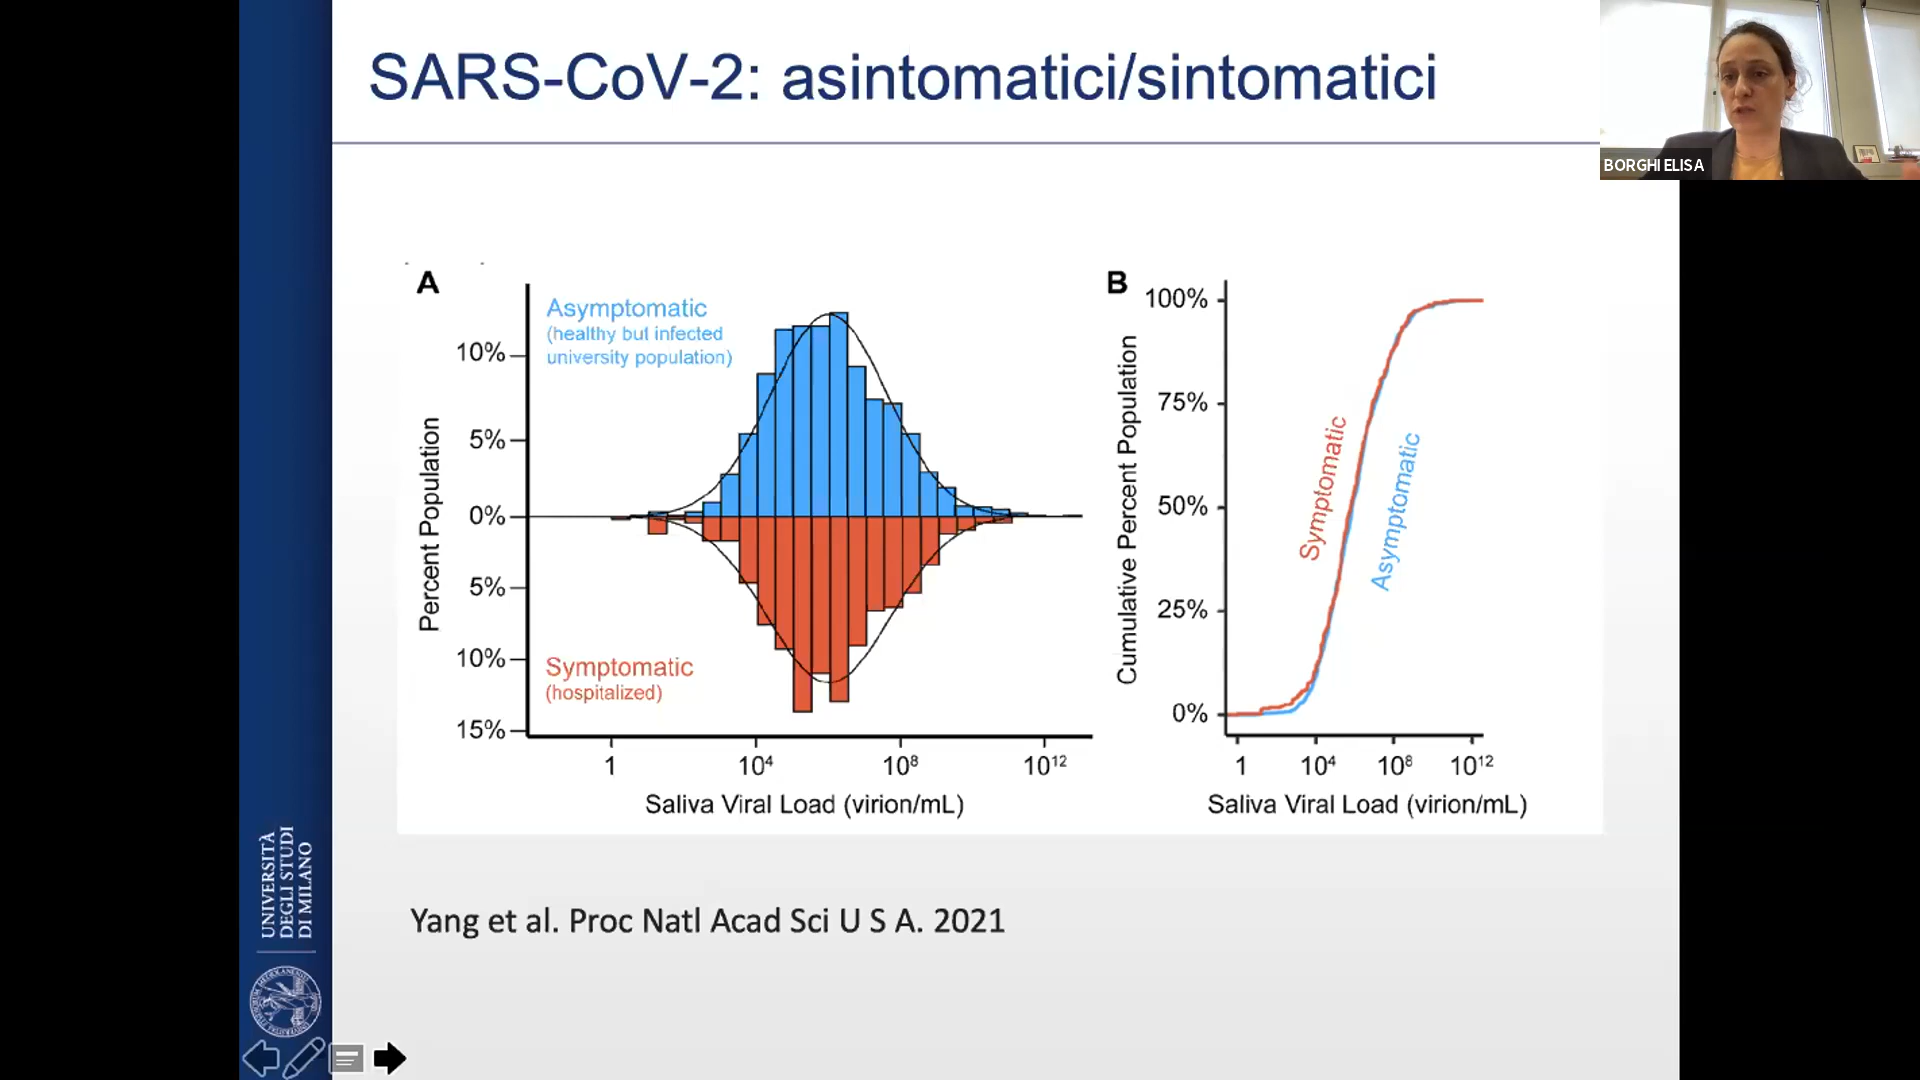 SARS-CoV-2: asintomatici/sintomatici
BORGHI ELISA
A
Asymptomatic
(healthy but infected
university population)
10%
5%
0%
5%
10%
15%
Percent Population
Symptomatic
(hospitalized)
1
10⁴
10⁸
10¹²
Saliva Viral Load (virion/mL)
B
100%
75%
50%
25%
0%
Cumulative Percent Population
Symptomatic
Asymptomatic
1
10⁴
10⁸
10¹²
Saliva Viral Load (virion/mL)
Yang et al. Proc Natl Acad Sci U S A. 2021
UNIVERSITÀ
DEGLI STUDI
DI MILANO